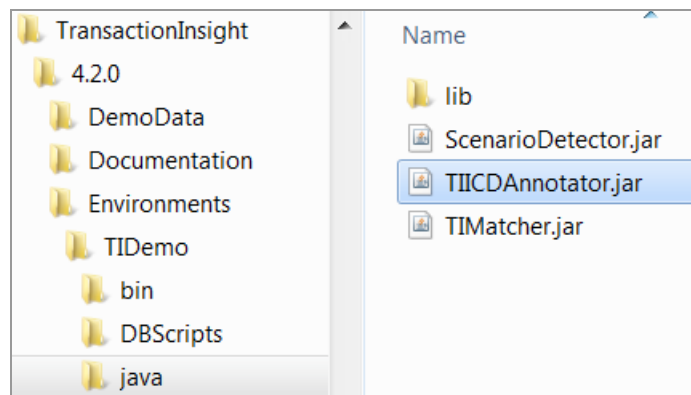 TransactionInsight
4.2.0
DemoData
Documentation
Environments
TIDemo
bin
DBScripts
java
Name
lib
ScenarioDetector.jar
TIICDAnnotator.jar
TIMatcher.jar